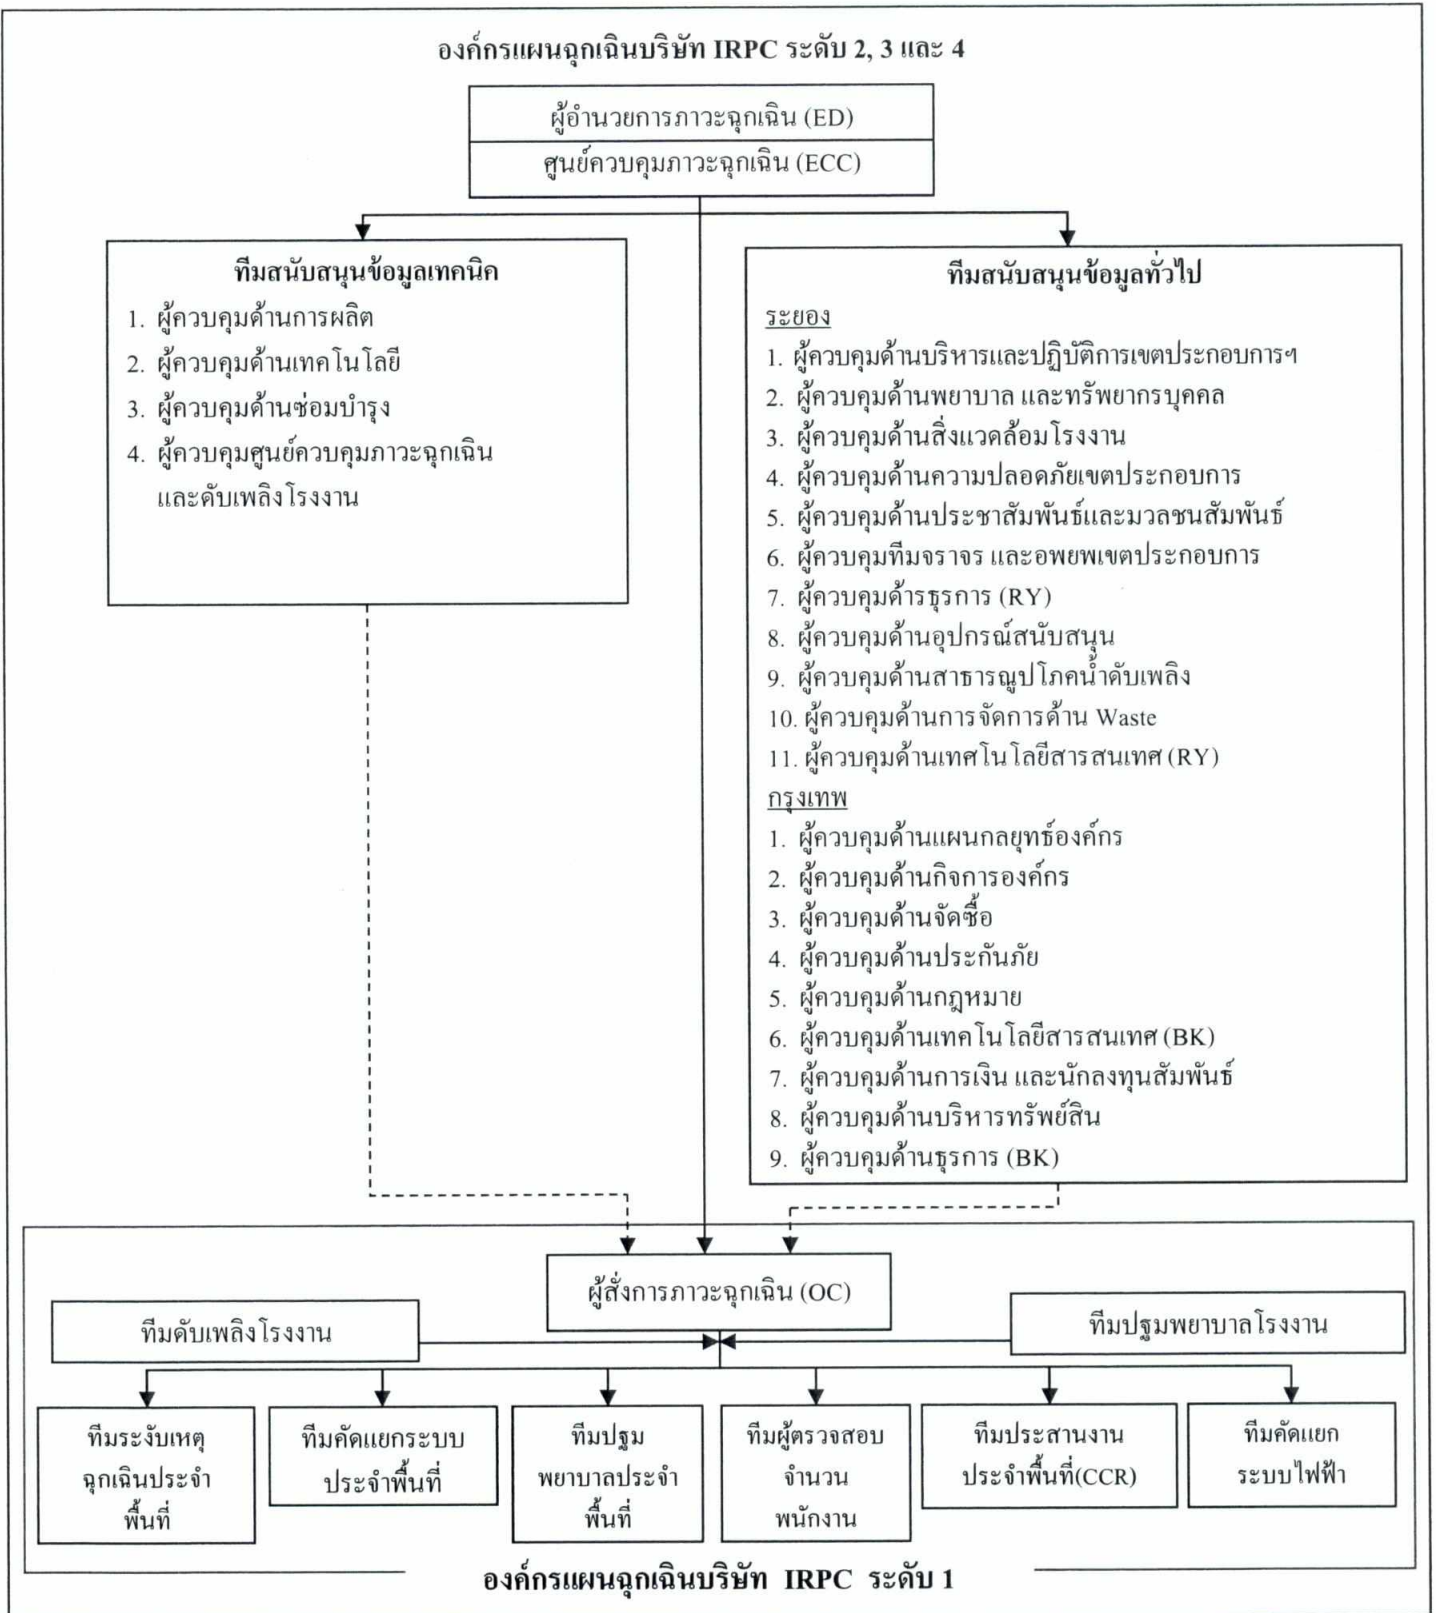 องค์กรแผนฉุกเฉินบริษัท IRPC ระดับ 2, 3 และ 4
ผู้อำนวยการภาวะฉุกเฉิน (ED)
ศูนย์ควบคุมภาวะฉุกเฉิน (ECC)
ทีมสนับสนุนข้อมูลเทคนิค
1. ผู้ควบคุมด้านการผลิต
2. ผู้ควบคุมด้านเทคโนโลยี
3. ผู้ควบคุมด้านซ่อมบำรุง
4. ผู้ควบคุมศูนย์ควบคุมภาวะฉุกเฉิน
และดับเพลิงโรงงาน
ทีมสนับสนุนข้อมูลทั่วไป
ระยอง
1. ผู้ควบคุมด้านบริหารและปฏิบัติการเขตประกอบการฯ
2. ผู้ควบคุมด้านพยาบาล และทรัพยากรบุคคล
3. ผู้ควบคุมด้านสิ่งแวดล้อมโรงงาน
4. ผู้ควบคุมด้านความปลอดภัยเขตประกอบการ
5. ผู้ควบคุมด้านประชาสัมพันธ์และมวลชนสัมพันธ์
6. ผู้ควบคุมทีมจราจร และอพยพเขตประกอบการ
7. ผู้ควบคุมด้ารธุรการ (RY)
8. ผู้ควบคุมด้านอุปกรณ์สนับสนุน
9. ผู้ควบคุมด้านสาธารณูปโภคน้ำดับเพลิง
10. ผู้ควบคุมด้านการจัดการด้าน Waste
11. ผู้ควบคุมด้านเทศโนโลยีสารสนเทศ (RY)
กรุงเทพ
1. ผู้ควบคุมด้านแผนกลยุทธ์องค์กร
2. ผู้ควบคุมด้านกิจการองค์กร
3. ผู้ควบคุมด้านจัดซื้อ
4. ผู้ควบคุมด้านประกันภัย
5. ผู้ควบคุมด้านกฎหมาย
6. ผู้ควบคุมด้านเทคโนโลยีสารสนเทศ (BK)
7. ผู้ควบคุมด้านการเงิน และนักลงทุนสัมพันธ์
8. ผู้ควบคุมด้านบริหารทรัพย์สิน
9. ผู้ควบคุมด้านธุรการ (BK)
ผู้สั่งการภาวะฉุกเฉิน (OC)
ทีมดับเพลิงโรงงาน
ทีมปฐมพยาบาลโรงงาน
ทีมระงับเหตุ
ฉุกเฉินประจำ
พื้นที่
ทีมคัดแยกระบบ
ประจำพื้นที่
ทีมปฐม
พยาบาลประจำ
พื้นที่
ทีมผู้ตรวจสอบ
จำนวน
พนักงาน
ทีมประสานงาน
ประจำพื้นที่(CCR)
ทีมคัดแยก
ระบบไฟฟ้า
องค์กรแผนฉุกเฉินบริษัท IRPC ระดับ 1